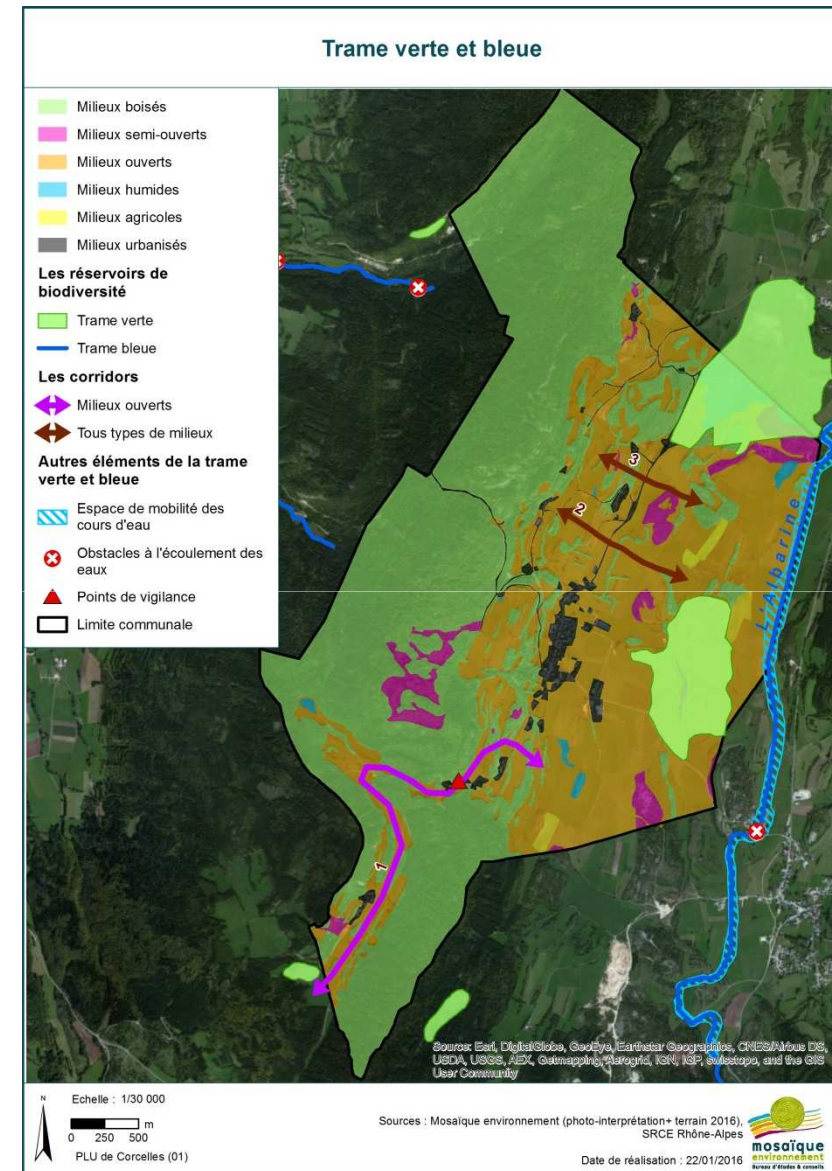 Trame verte et bleue
Milieux boisés
Milieux semi-ouverts
Milieux ouverts
Milieux humides
Milieux agricoles
Milieux urbanisés
Les réservoirs de
biodiversité
Trame verte
Trame bleue
Les corridors
Milieux ouverts
Tous types de milieux
Autres éléments de la trame
verte et bleue
Espace de mobilité des
cours d'eau
Obstacles à l'écoulement des
eaux
Points de vigilance
Limite communale
3
2
L'Albarine
1
Source: Esri, DigitalGlobe, GeoEye, Earthstar Geographics, CNES/Airbus DS,
USDA, USGS, AEX, Getmapping, Aerogrid, IGN, IGP, swisstopo, and the GIS
User Community
N
Echelle : 1/30 000
m
0 250 500
PLU de Corcelles (01)
Sources : Mosaïque environnement (photo-interprétation+ terrain 2016),
SRCE Rhône-Alpes
Date de réalisation : 22/01/2016
mosaïque
environnement
Bureau d'études & conseils